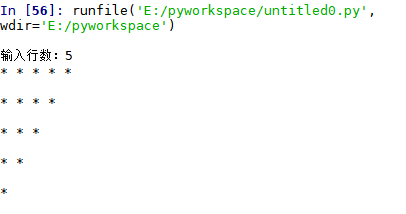 In [56]: runfile('E:/pyworkspace/untitled0.py',
wdir='E:/pyworkspace')
输入行数：5
* * * * *
* * * *
* * *
* *
*